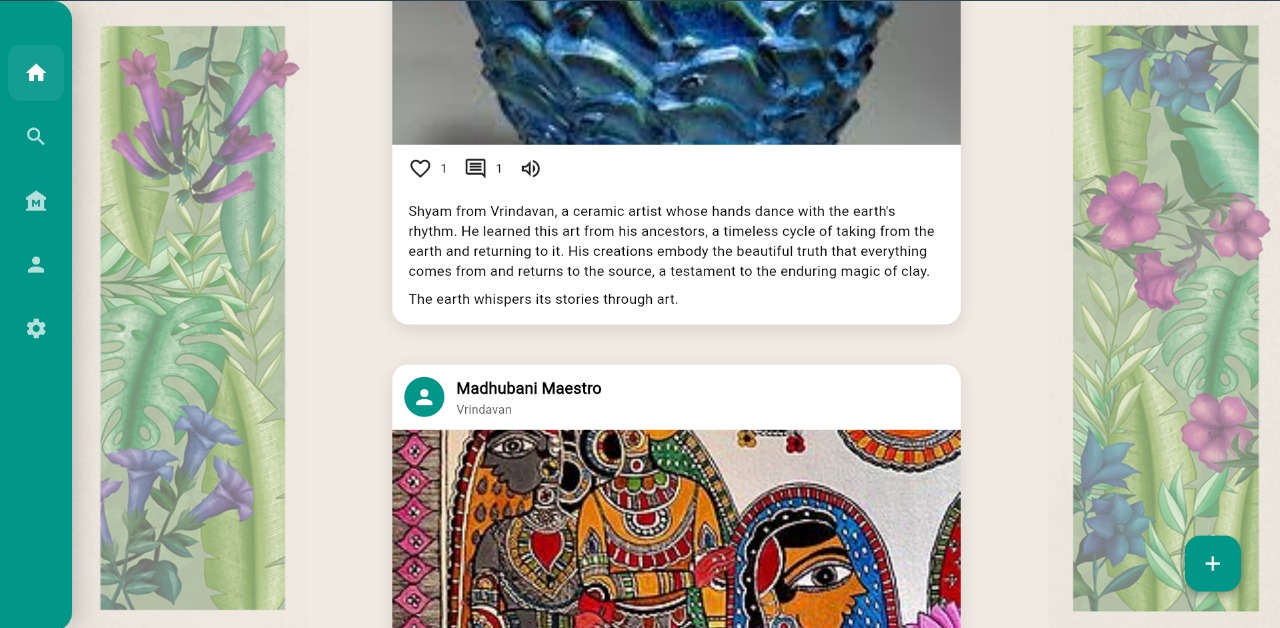 M
1
1
Shyam from Vrindavan, a ceramic artist whose hands dance with the earth's
rhythm. He learned this art from his ancestors, a timeless cycle of taking from the
earth and returning to it. His creations embody the beautiful truth that everything
comes from and returns to the source, a testament to the enduring magic of clay.
The earth whispers its stories through art.
Madhubani Maestro
Vrindavan